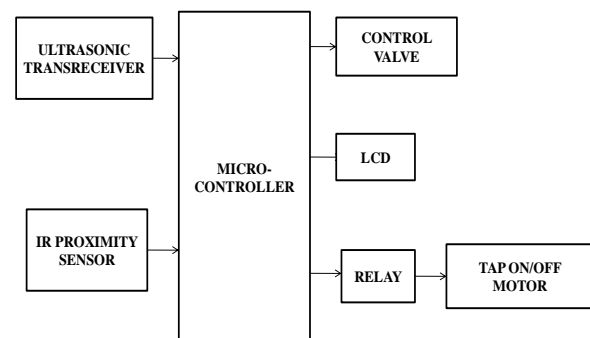 ULTRASONIC
TRANSRECEIVER
CONTROL
VALVE
MICRO-
CONTROLLER
LCD
IR PROXIMITY
SENSOR
RELAY
TAP ON/OFF
MOTOR